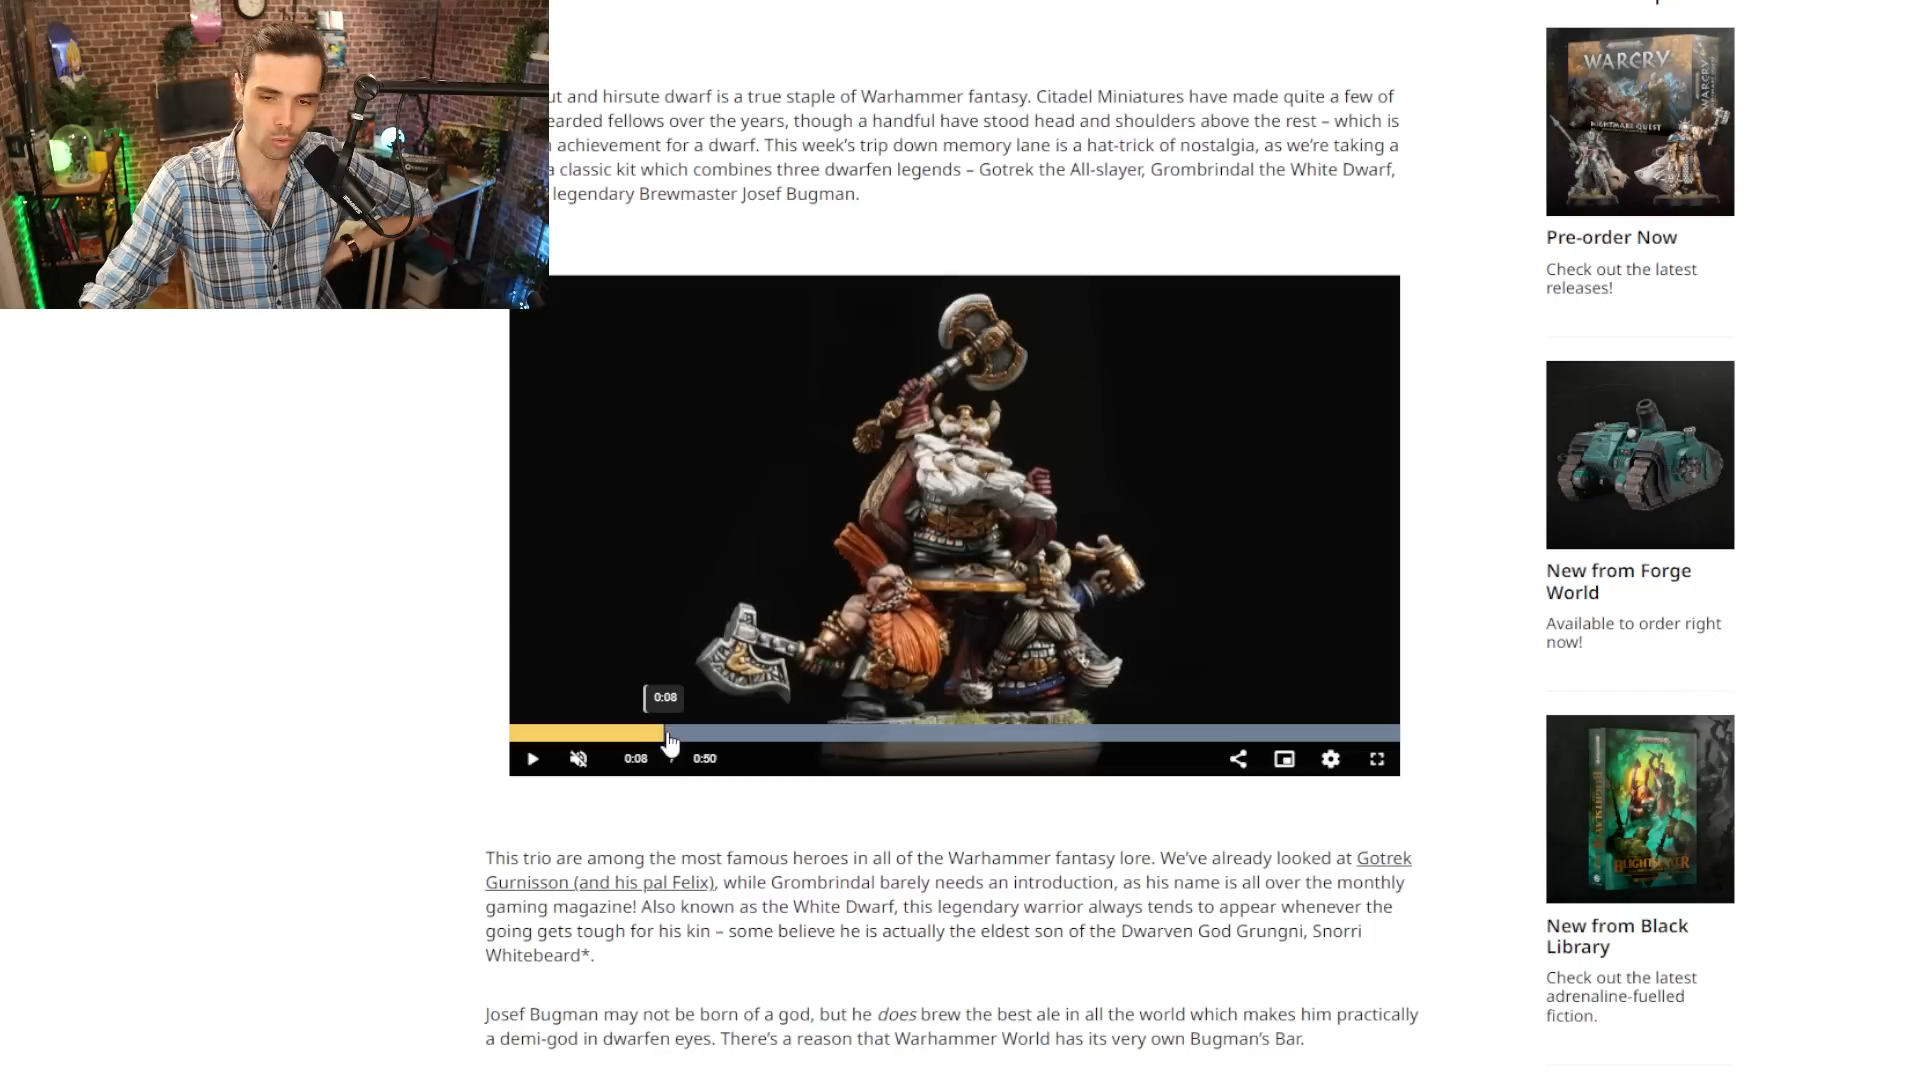 ut and hirsute dwarf is a true staple of Warhammer fantasy. Citadel Miniatures have made quite a few of
earded fellows over the years, though a handful have stood head and shoulders above the rest – which is
achievement for a dwarf. This week's trip down memory lane is a hat-trick of nostalgia, as we're taking a
a classic kit which combines three dwarfen legends – Gotrek the All-slayer, Grombrindal the White Dwarf,
legendary Brewmaster Josef Bugman.
0:08
0:08
/
0:50
This trio are among the most famous heroes in all of the Warhammer fantasy lore. We've already looked at Gotrek
Gurnisson (and his pal Felix), while Grombrindal barely needs an introduction, as his name is all over the monthly
gaming magazine! Also known as the White Dwarf, this legendary warrior always tends to appear whenever the
going gets tough for his kin – some believe he is actually the eldest son of the Dwarven God Grungni, Snorri
Whitebeard*.
Josef Bugman may not be born of a god, but he does brew the best ale in all the world which makes him practically
a demi-god in dwarfen eyes. There's a reason that Warhammer World has its very own Bugman's Bar.
WARCRY
WARCRY
NIGHTMARE QUEST
Pre-order Now
Check out the latest
releases!
New from Forge
World
Available to order right
now!
BLIGHTSLAYER
BLIGHTSLAYER
New from Black
Library
Check out the latest
adrenaline-fuelled
fiction.